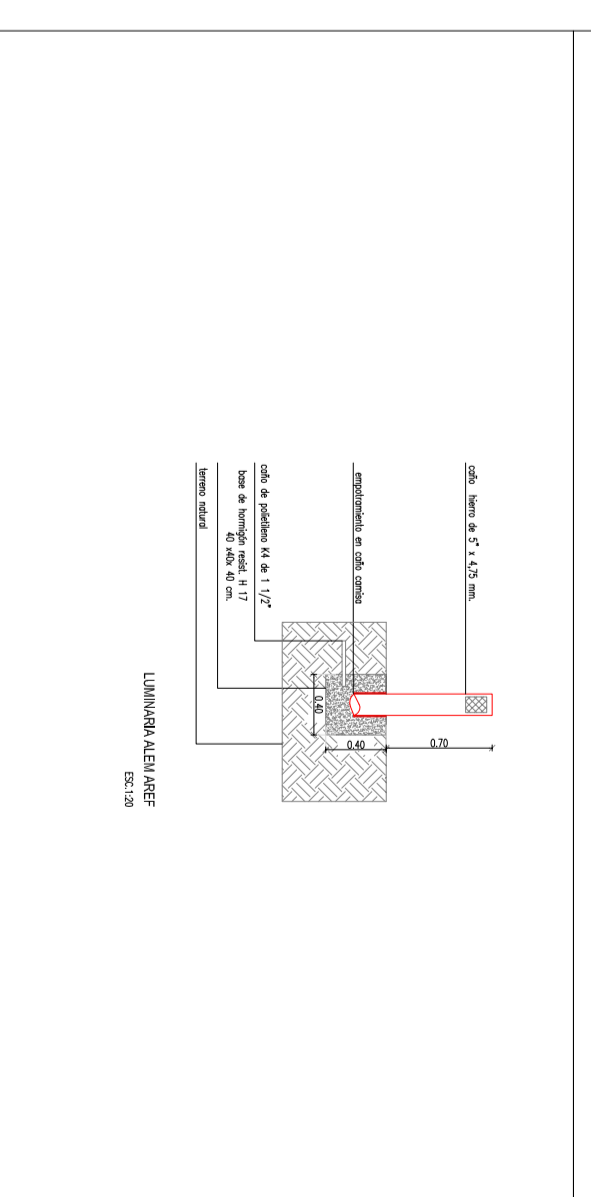 caño hierro de 5" x 4,75 mm.
empotramiento en caño camisa
caño de polietileno K4 de 1 1/2"
base de hormigón resist. H 17
40 x40x 40 cm.
terreno natural
0.70
0.40
0.40
LUMINARIA ALEM AREF
ESC.1:20